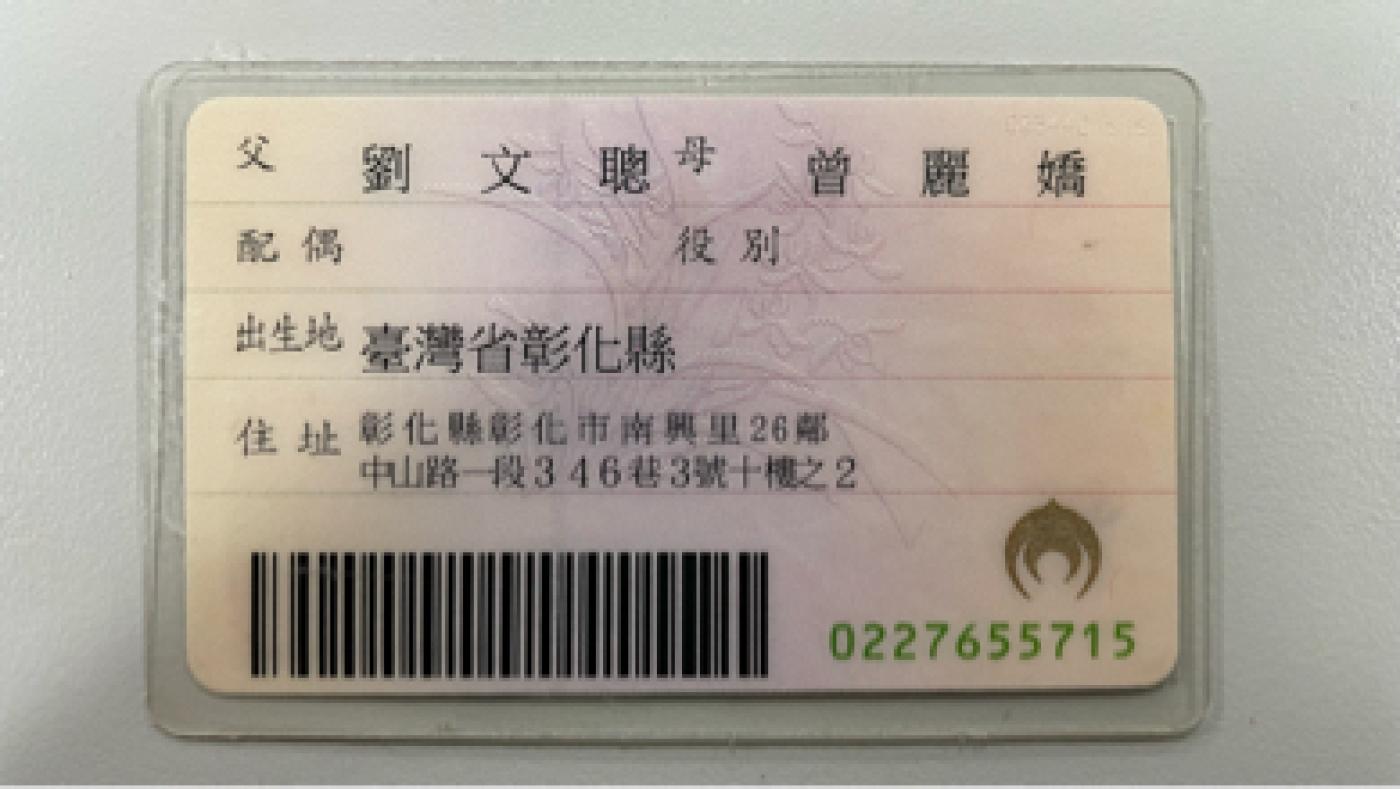 父 劉文聰 母 曾麗嬌
配偶 役別
出生地 臺灣省彰化縣
住址 彰化縣彰化市南興里26鄰
中山路一段346巷3號十樓之2
0227655715